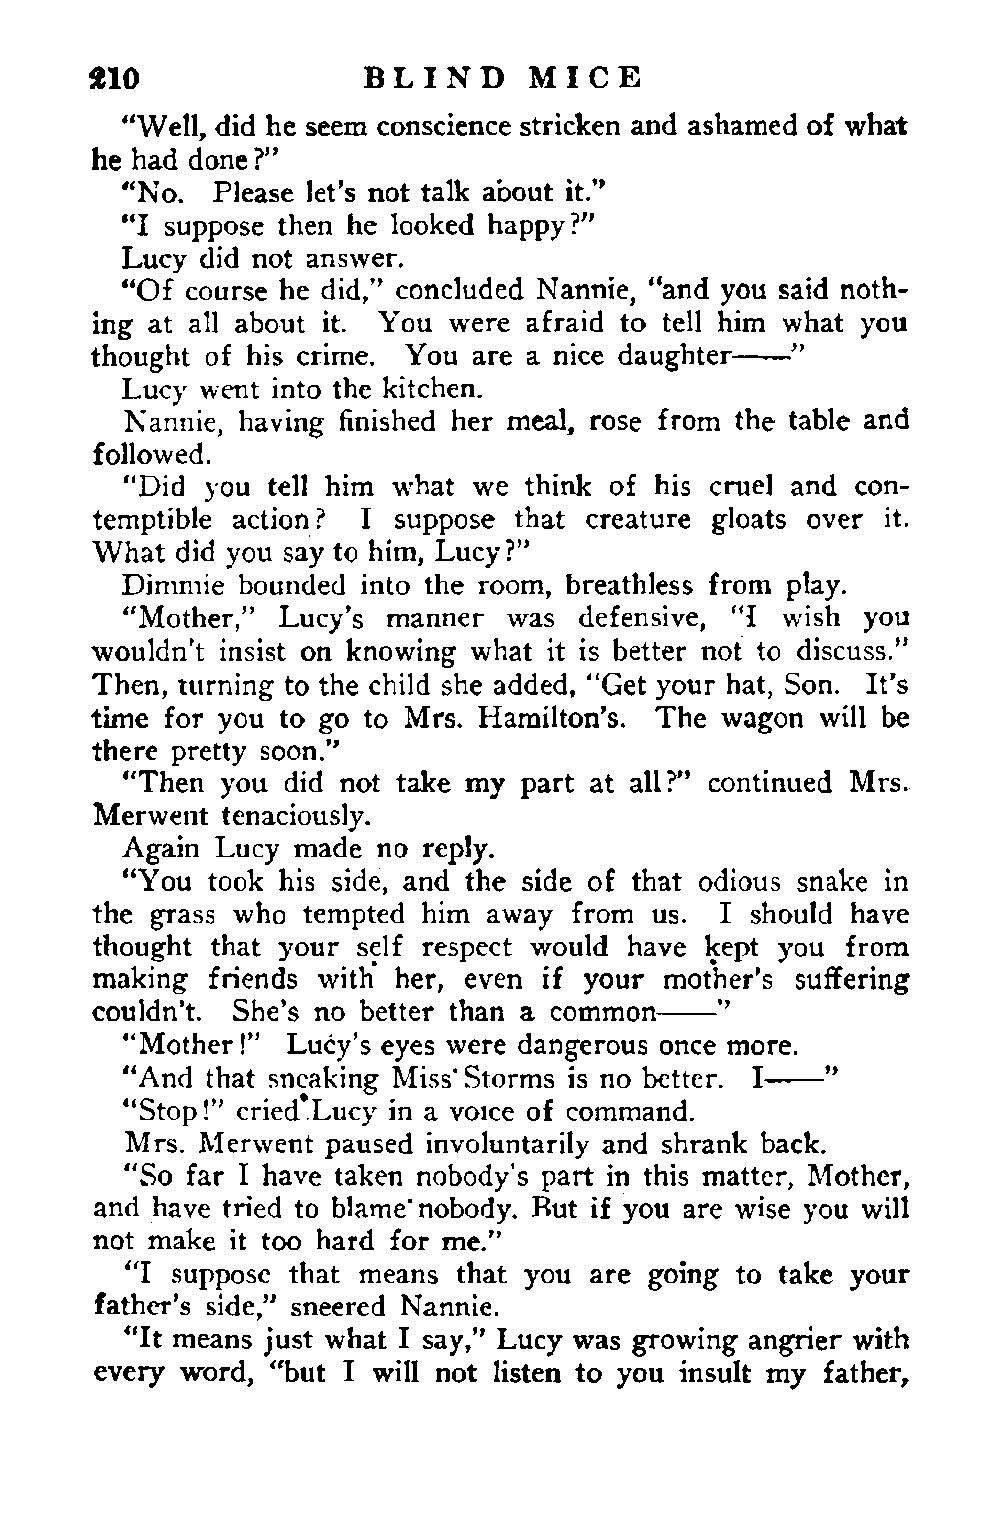 210 BLIND MICE
“Well, did he seem conscience stricken and ashamed of what
he had done?”
“No. Please let's not talk about it.”
“I suppose then he looked happy?”
Lucy did not answer.
“Of course he did,” concluded Nannie, “and you said noth-
ing at all about it. You were afraid to tell him what you
thought of his crime. You are a nice daughter——”
Lucy went into the kitchen.
Nannie, having finished her meal, rose from the table and
followed.
“Did you tell him what we think of his cruel and con-
temptible action? I suppose that creature gloats over it.
What did you say to him, Lucy?”
Dimmie bounded into the room, breathless from play.
“Mother,” Lucy's manner was defensive, “I wish you
wouldn't insist on knowing what it is better not to discuss.”
Then, turning to the child she added, “Get your hat, Son. It's
time for you to go to Mrs. Hamilton's. The wagon will be
there pretty soon.”
“Then you did not take my part at all?” continued Mrs.
Merwent tenaciously.
Again Lucy made no reply.
“You took his side, and the side of that odious snake in
the grass who tempted him away from us. I should have
thought that your self respect would have kept you from
making friends with her, even if your mother's suffering
couldn't. She's no better than a common——”
“Mother!” Lucy's eyes were dangerous once more.
“And that sneaking Miss Storms is no better. I——”
“Stop!” cried Lucy in a voice of command.
Mrs. Merwent paused involuntarily and shrank back.
“So far I have taken nobody's part in this matter, Mother,
and have tried to blame nobody. But if you are wise you will
not make it too hard for me.”
“I suppose that means that you are going to take your
father's side,” sneered Nannie.
“It means just what I say,” Lucy was growing angrier with
every word, “but I will not listen to you insult my father,